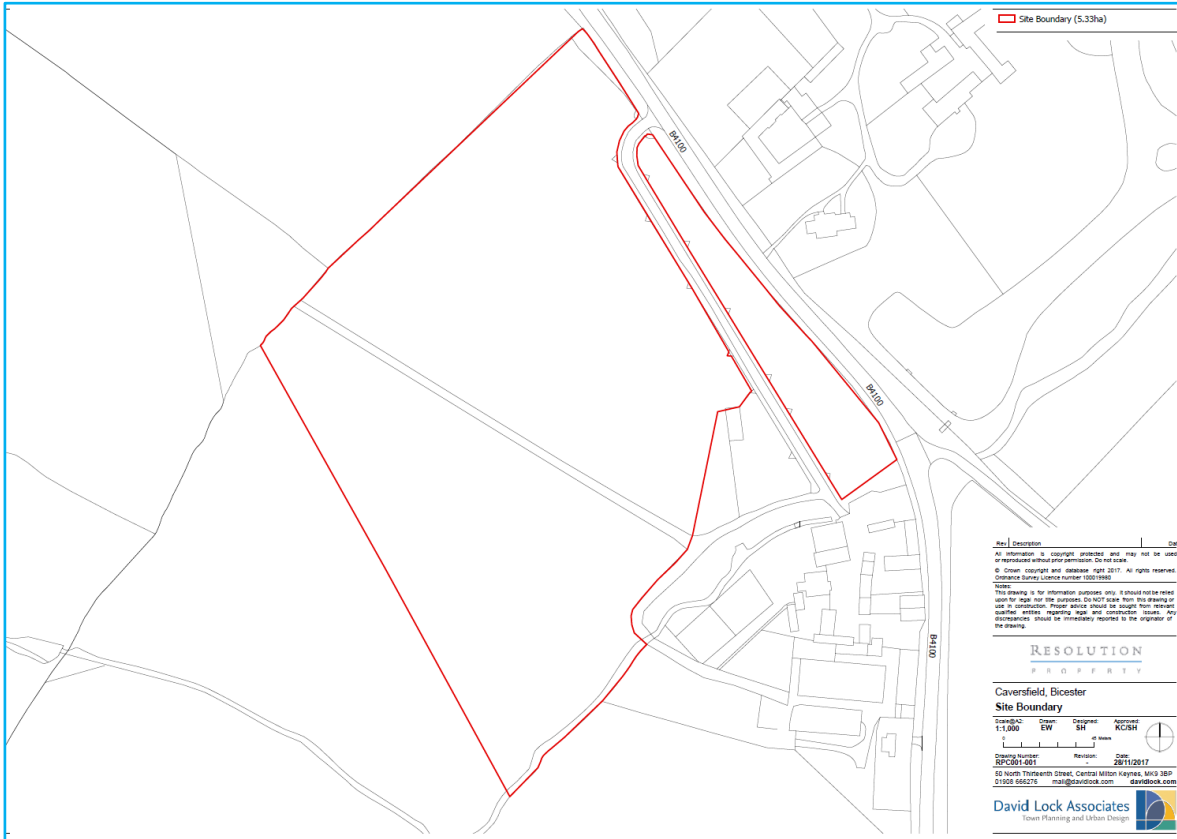 Site Boundary (5.33ha)
B4100
B4100
B4100
Rev Description Dat
All information is copyright protected and may not be used
or reproduced without prior permission. Do not scale.
© Crown copyright and database right 2017. All rights reserved.
Ordnance Survey Licence number 100019980
Notes:
This drawing is for information purposes only. It should not be relied
upon for legal nor title purposes. Do NOT scale from this drawing or
use in construction. Proper advice should be sought from relevant
qualified entities regarding legal and construction issues. Any
discrepancies should be immediately reported to the originator of
the drawing.
RESOLUTION
PROPERTY
Caversfield, Bicester
Site Boundary
Scale@A2: Drawn: Designed: Approved:
1:1,000 EW SH KC/SH
0 45 Meters
Drawing Number: Revision: Date:
RPC001-001 - 28/11/2017
50 North Thirteenth Street, Central Milton Keynes, MK9 3BP
01908 666276 mail@davidlock.com davidlock.com
David Lock Associates
Town Planning and Urban Design